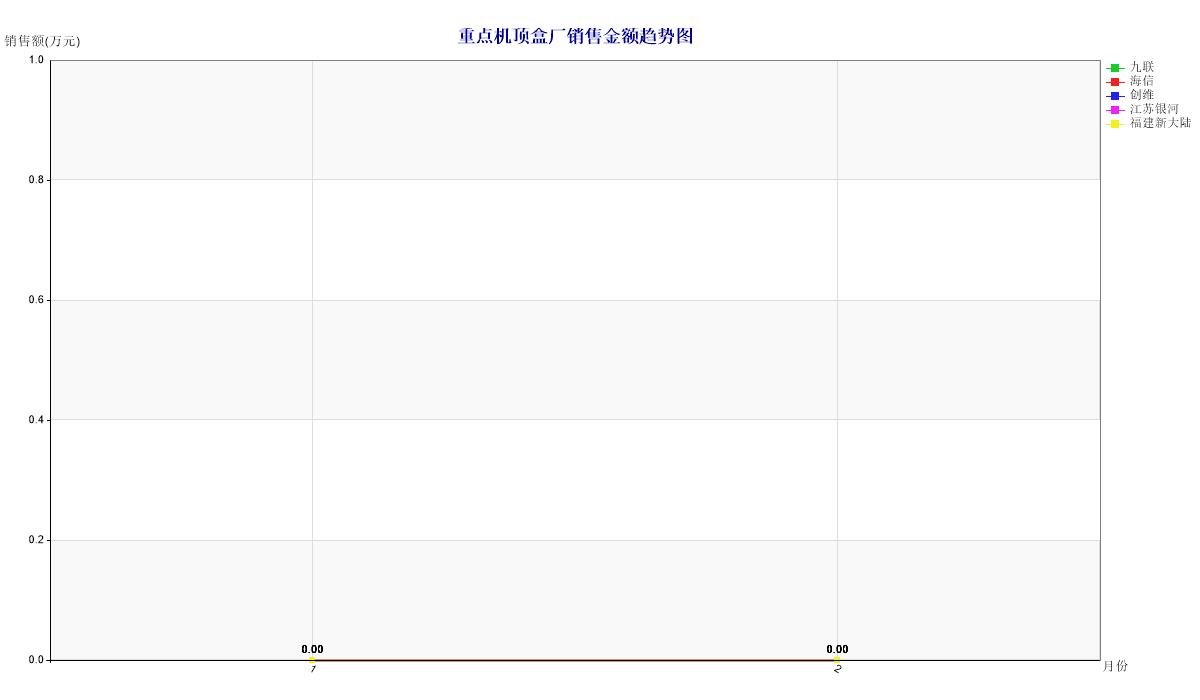 重点机顶盒厂销售金额趋势图
销售额(万元)
1.0
0.8
0.6
0.4
0.2
0.0
0.00
0.00
1
2
月份
九联
海信
创维
江苏银河
福建新大陆